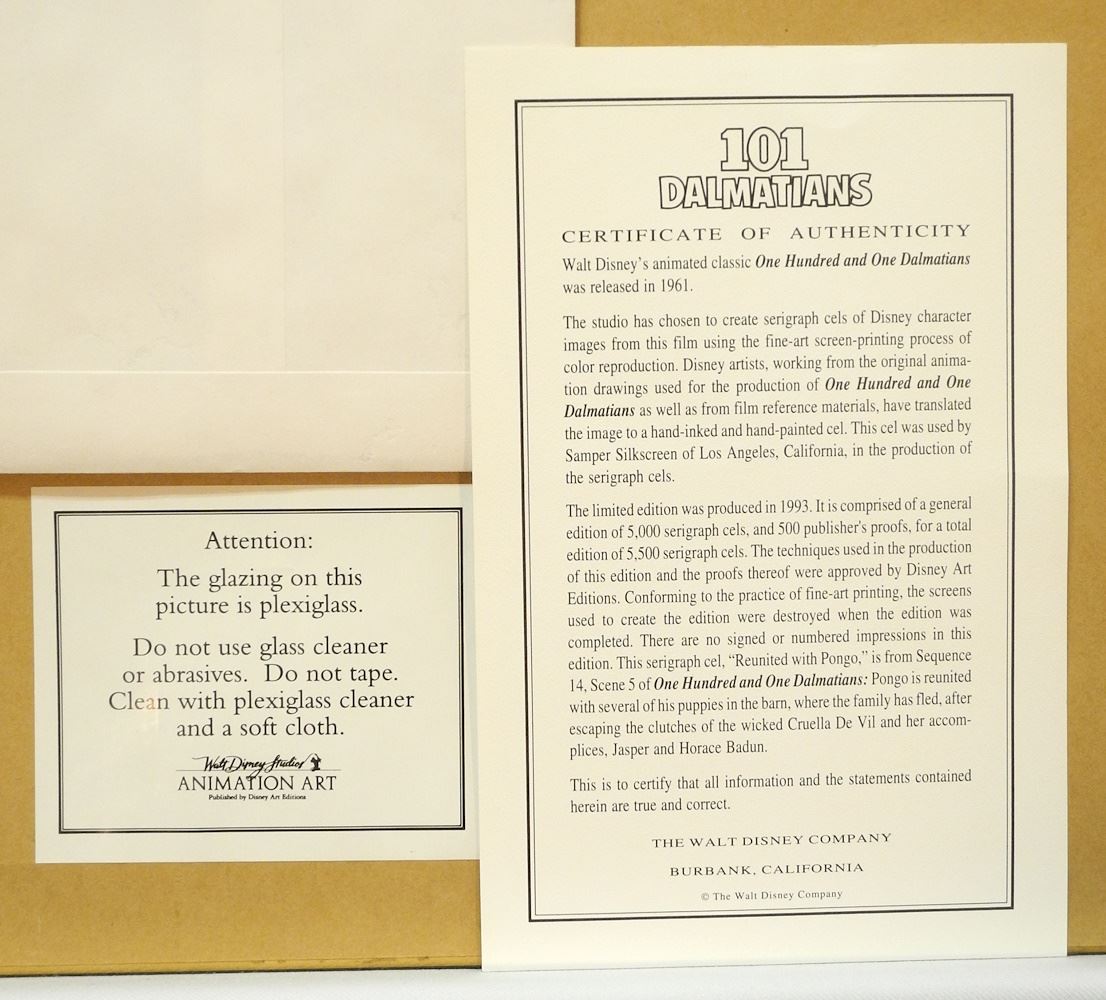 Attention:
The glazing on this
picture is plexiglass.
Do not use glass cleaner
or abrasives. Do not tape.
Clean with plexiglass cleaner
and a soft cloth.
Walt Disney Studios
ANIMATION ART
Published by Disney Art Editions
101
DALMATIANS
CERTIFICATE OF AUTHENTICITY
Walt Disney's animated classic One Hundred and One Dalmatians
was released in 1961.
The studio has chosen to create serigraph cels of Disney character
images from this film using the fine-art screen-printing process of
color reproduction. Disney artists, working from the original anima-
tion drawings used for the production of One Hundred and One
Dalmatians as well as from film reference materials, have translated
the image to a hand-inked and hand-painted cel. This cel was used by
Samper Silkscreen of Los Angeles, California, in the production of
the serigraph cels.
The limited edition was produced in 1993. It is comprised of a general
edition of 5,000 serigraph cels, and 500 publisher's proofs, for a total
edition of 5,500 serigraph cels. The techniques used in the production
of this edition and the proofs thereof were approved by Disney Art
Editions. Conforming to the practice of fine-art printing, the screens
used to create the edition were destroyed when the edition was
completed. There are no signed or numbered impressions in this
edition. This serigraph cel, “Reunited with Pongo,” is from Sequence
14, Scene 5 of One Hundred and One Dalmatians: Pongo is reunited
with several of his puppies in the barn, where the family has fled, after
escaping the clutches of the wicked Cruella De Vil and her accom-
plices, Jasper and Horace Badun.
This is to certify that all information and the statements contained
herein are true and correct.
THE WALT DISNEY COMPANY
BURBANK, CALIFORNIA
© The Walt Disney Company